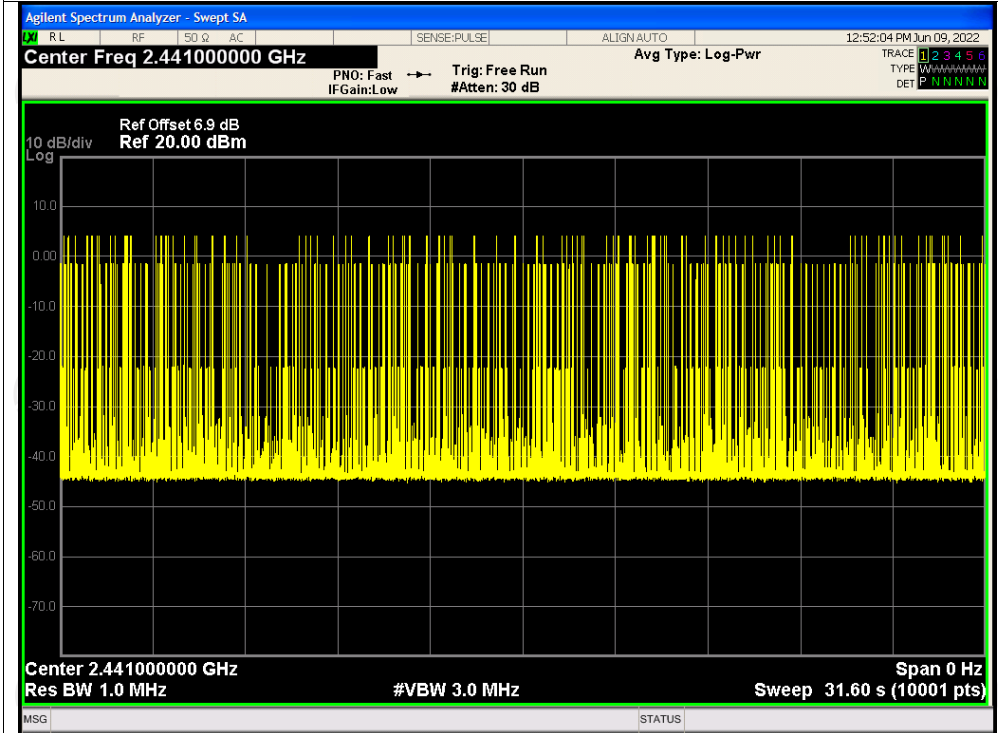 Agilent Spectrum Analyzer - Swept SA
LXI RL RF 50 Ω AC SENSE:PULSE ALIGN AUTO 12:52:04 PM Jun 09, 2022
Center Freq 2.441000000 GHz
PNO: Fast
IFGain:Low
Trig: Free Run
#Atten: 30 dB
Avg Type: Log-Pwr
TRACE 1 2 3 4 5 6
TYPE W
DET P N N N N N
Ref Offset 6.9 dB
10 dB/div Ref 20.00 dBm
Log
10.0
0.00
-10.0
-20.0
-30.0
-40.0
-50.0
-60.0
-70.0
Center 2.441000000 GHz Span 0 Hz
Res BW 1.0 MHz #VBW 3.0 MHz Sweep 31.60 s (10001 pts)
MSG STATUS